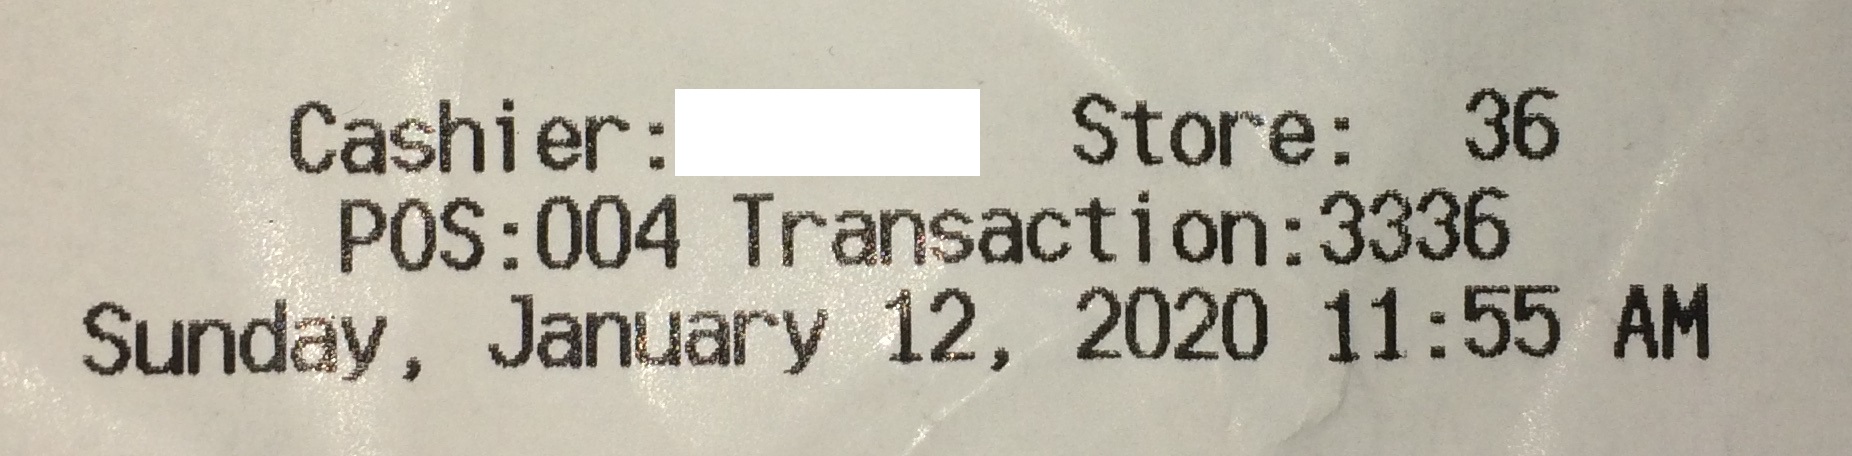 Cashier: Store: 36
POS:004 Transaction:3336
Sunday, January 12, 2020 11:55 AM